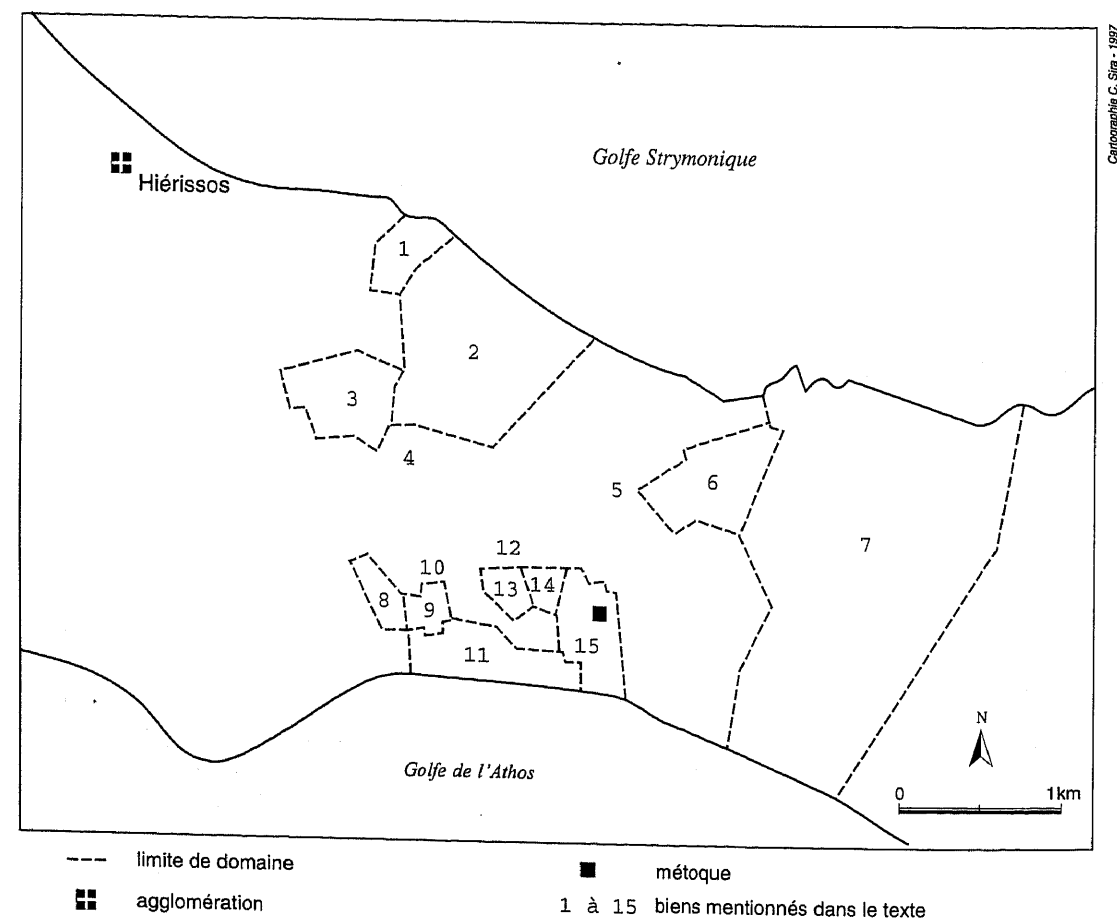 Cartographie C. Sira - 1997
Golfe Strymonique
Hiérissos
1
2
3
4
5
6
7
8
9
10
11
12
13
14
15
Golfe de l'Athos
N
0 1km
limite de domaine
métoque
agglomération
1 à 15 biens mentionnés dans le texte